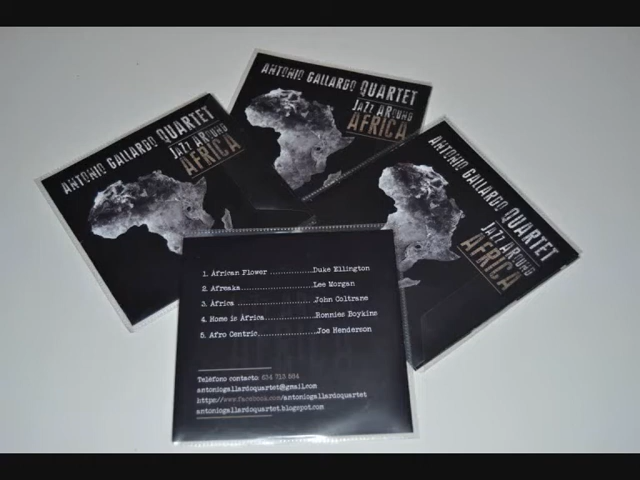 ANTONIO GALLARDO QUARTET
JAZZ AROUND
AFRICA
ANTONIO GALLARDO QUARTET
JAZZ AROUND
AFRICA
ANTONIO GALLARDO QUARTET
JAZZ AROUND
AFRICA
1. African Flower ..............Duke Ellington
2. Afreaka ......................Lee Morgan
3. África ........................ John Coltrane
4. Home is África................Ronnies Boykins
5. Afro Centric..................Joe Henderson
Teléfono contacto:
antoniogallardoquartet@gmail.com
http://www.facebook.com/antoniogallardoquartet
antoniogallardoquartet.blogspot.com